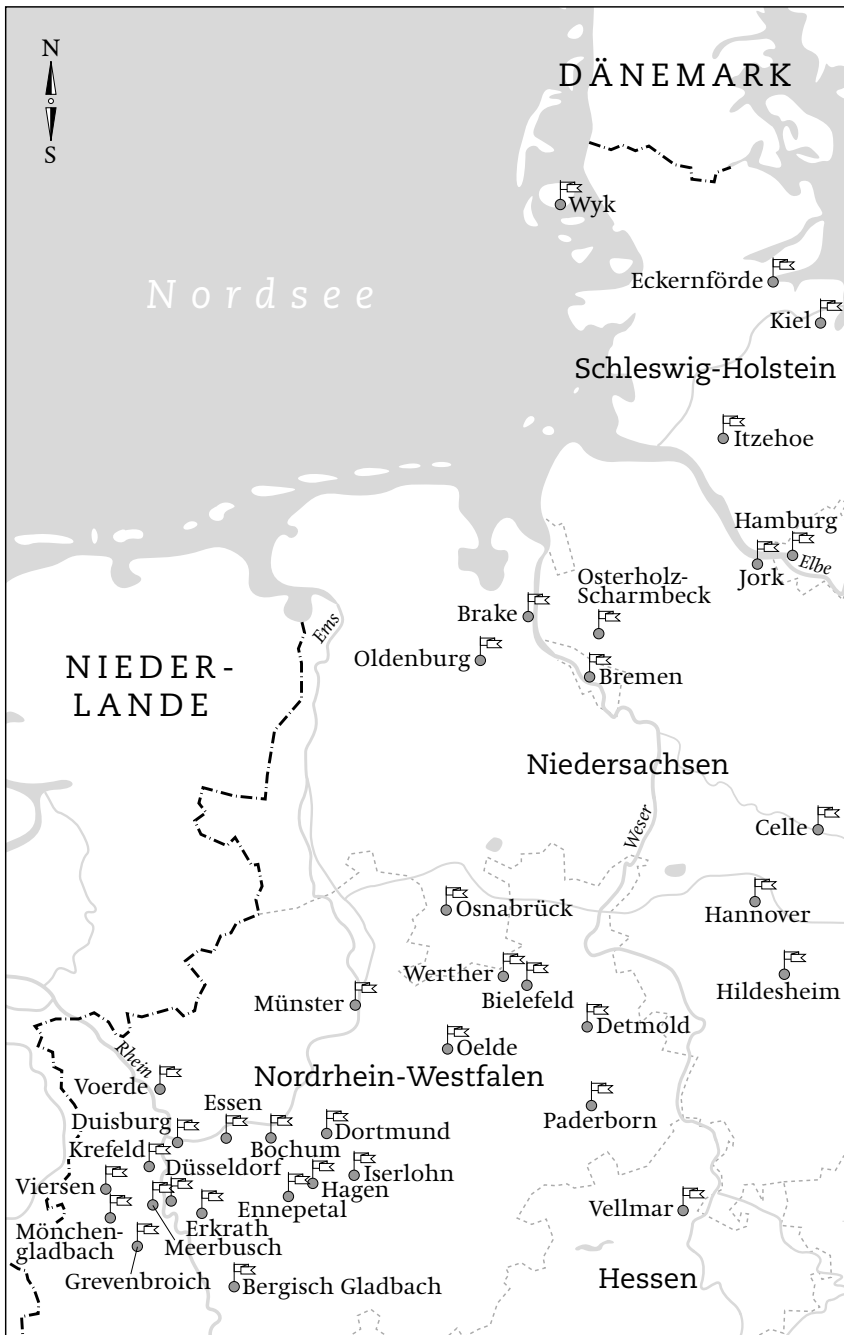 N
S
DÄNEMARK
Wyk
Nordsee
Eckernförde
Kiel
Schleswig-Holstein
Itzehoe
Hamburg
Elbe
Jork
Osterholz-
Scharmbeck
Brake
Ems
Oldenburg
Bremen
NIEDER-
LANDE
Niedersachsen
Weser
Celle
Osnabrück
Hannover
Werther
Bielefeld
Hildesheim
Münster
Detmold
Oelde
Rhein
Nordrhein-Westfalen
Voerde
Essen
Paderborn
Duisburg
Bochum
Dortmund
Krefeld
Düsseldorf
Iserlohn
Viersen
Hagen
Ennepetal
Vellmar
Erkrath
Mönchen-
gladbach
Meerbusch
Grevenbroich
Bergisch Gladbach
Hessen